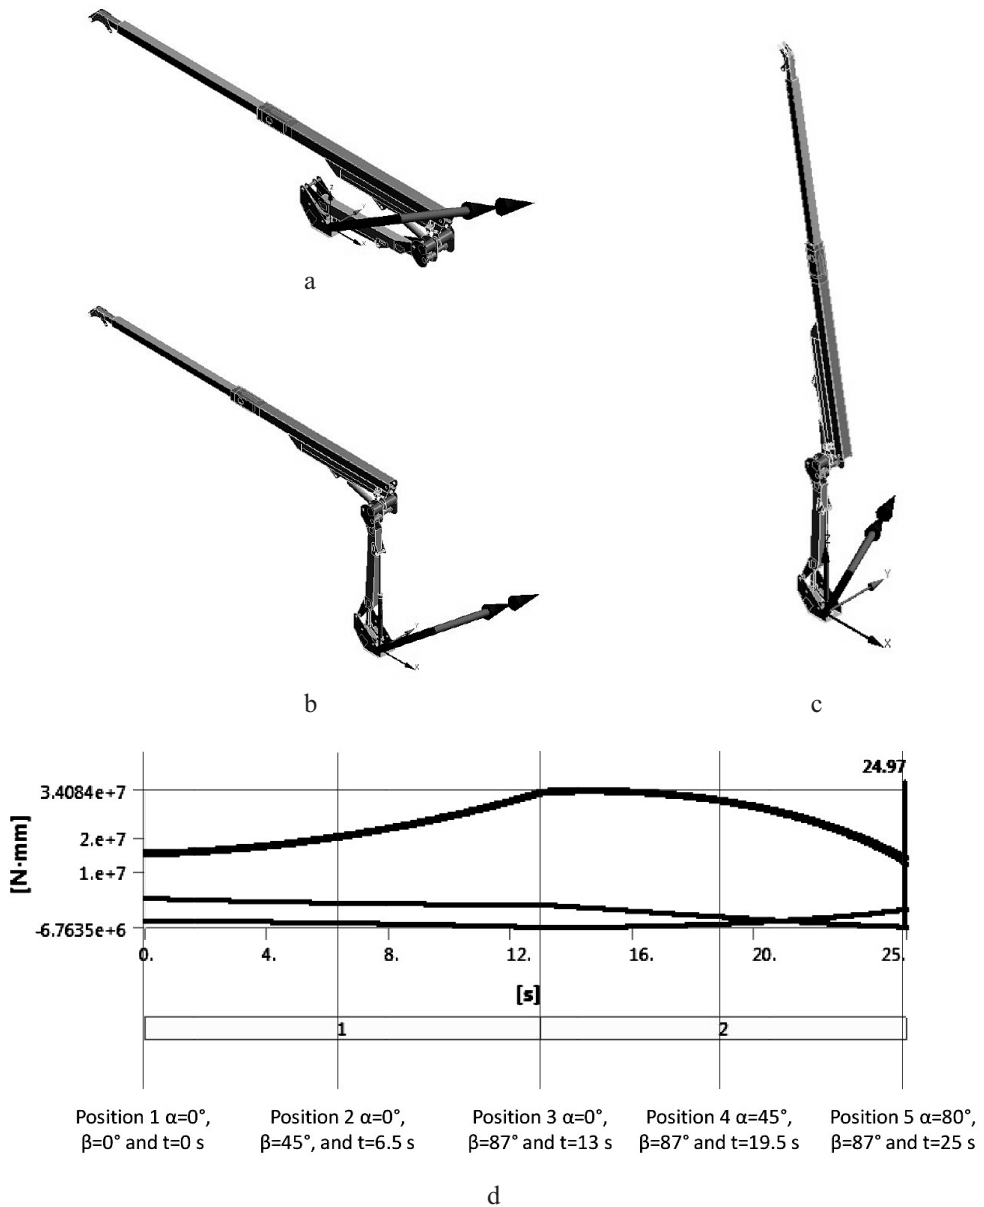 Z
Y
X
a
Y
X
b
Z
Y
X
c
24.97
3.4084e+7
2.e+7
1.e+7
-6.7635e+6
[N·mm]
0. 4. 8. 12. 16. 20. 25.
[s]
1 2
Position 1 α=0°, Position 2 α=0°, Position 3 α=0°, Position 4 α=45°, Position 5 α=80°,
β=0° and t=0 s β=45°, and t=6.5 s β=87° and t=13 s β=87° and t=19.5 s β=87° and t=25 s
d